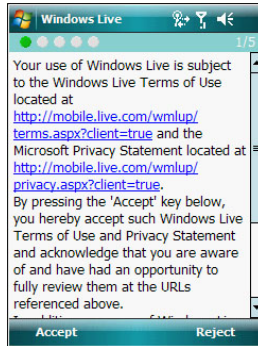 Windows Live
1/5
Your use of Windows Live is subject
to the Windows Live Terms of Use
located at
http://mobile.live.com/wmlup/
terms.aspx?client=true and the
Microsoft Privacy Statement located at
http://mobile.live.com/wmlup/
privacy.aspx?client=true.
By pressing the 'Accept' key below,
you hereby accept such Windows Live
Terms of Use and Privacy Statement
and acknowledge that you are aware
of and have had an opportunity to
fully review them at the URLs
referenced above.
Accept Reject